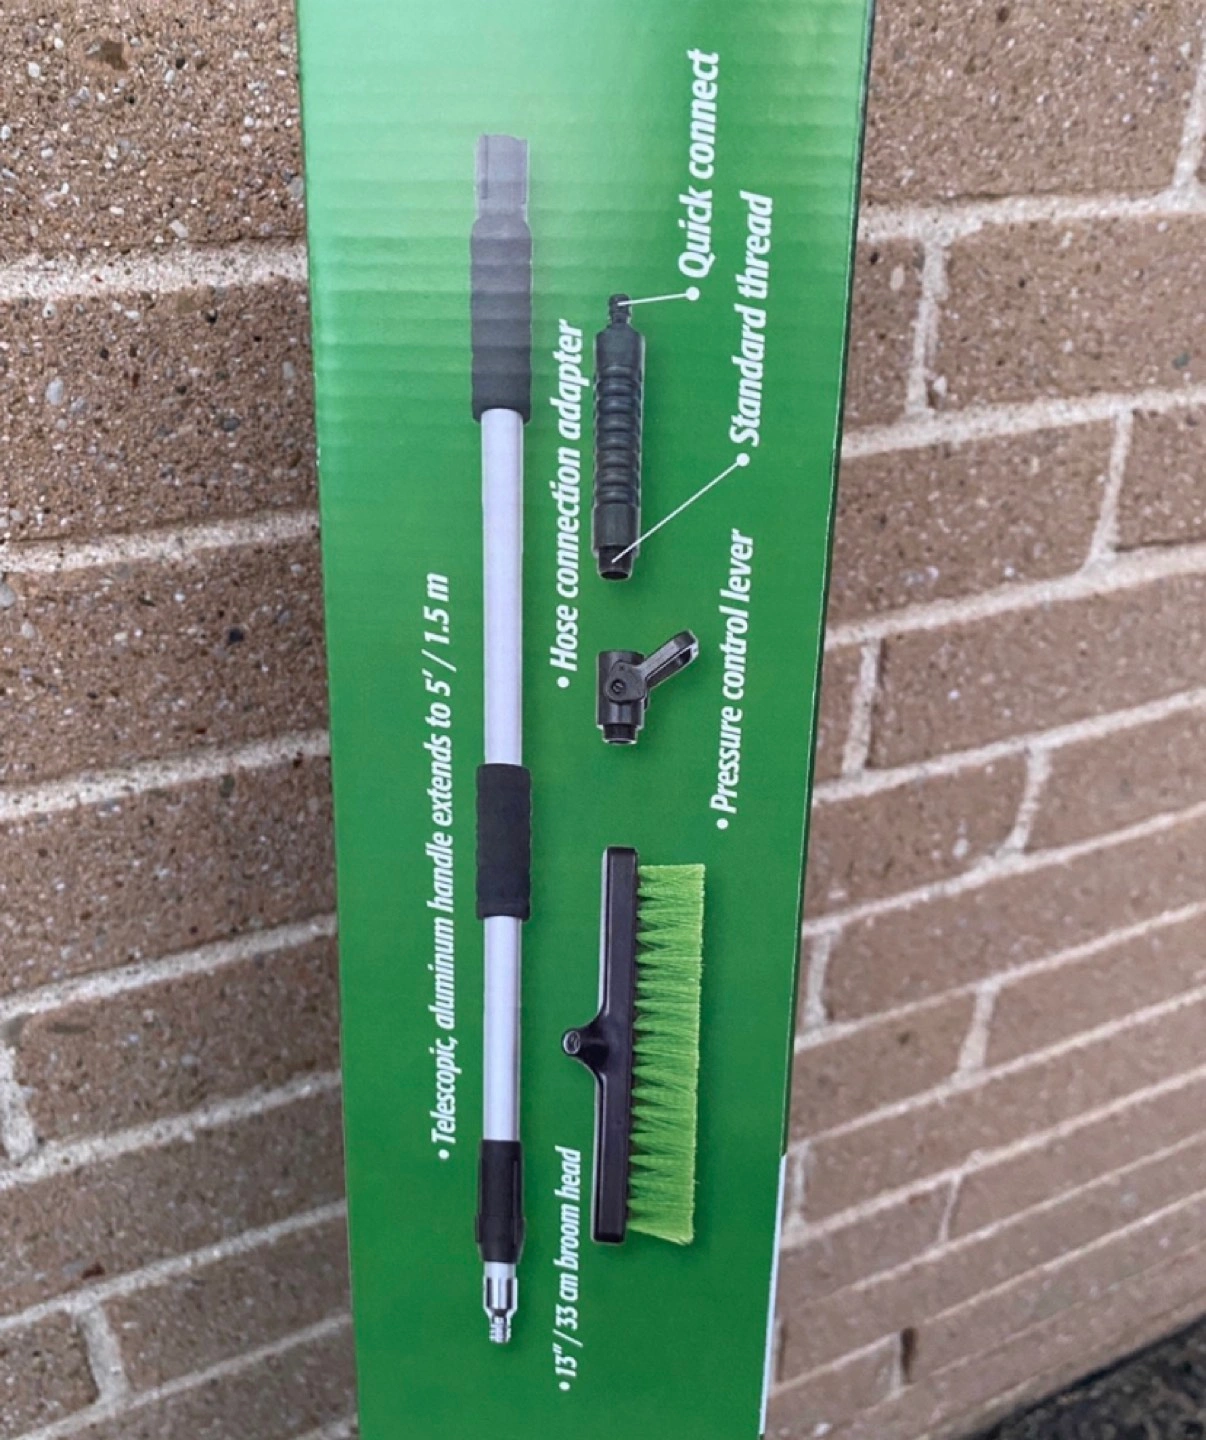 • Telescopic, aluminum handle extends to 5' / 1.5 m
• Hose connection adapter
• Quick connect
• Standard thread
• Pressure control lever
• 13" / 33 cm broom head